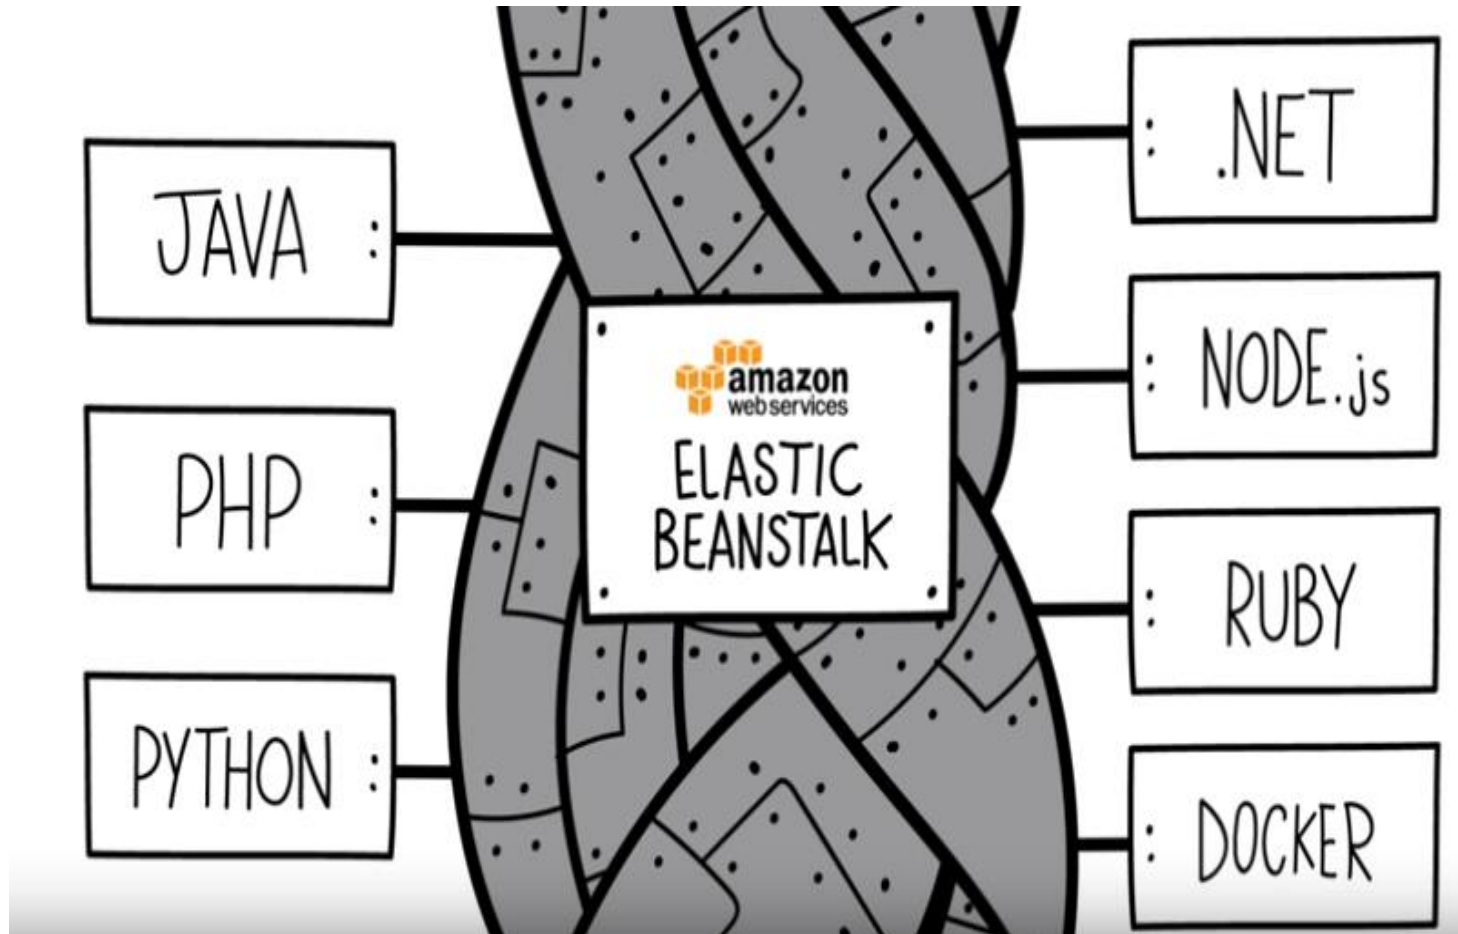 JAVA
PHP
PYTHON
amazon
web services
ELASTIC
BEANSTALK
.NET
NODE.js
RUBY
DOCKER